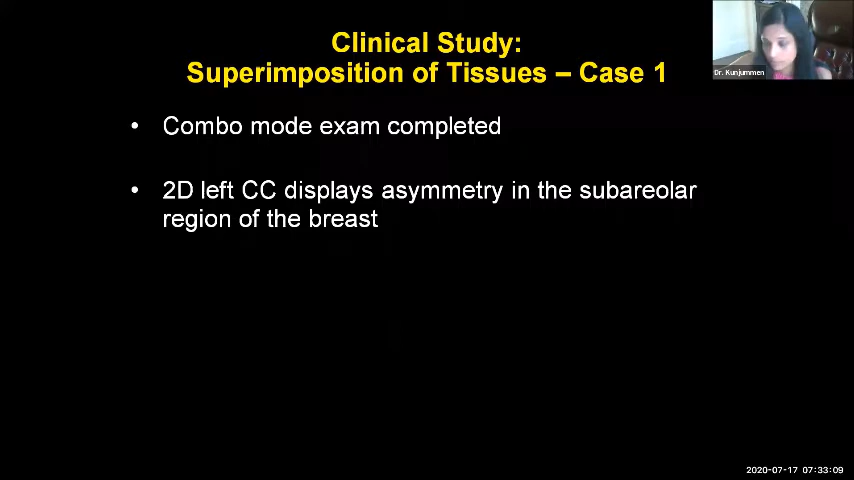 Clinical Study:
Superimposition of Tissues – Case 1
Dr. Kunjummen
• Combo mode exam completed
• 2D left CC displays asymmetry in the subareolar
region of the breast
2020-07-17 07:33:09